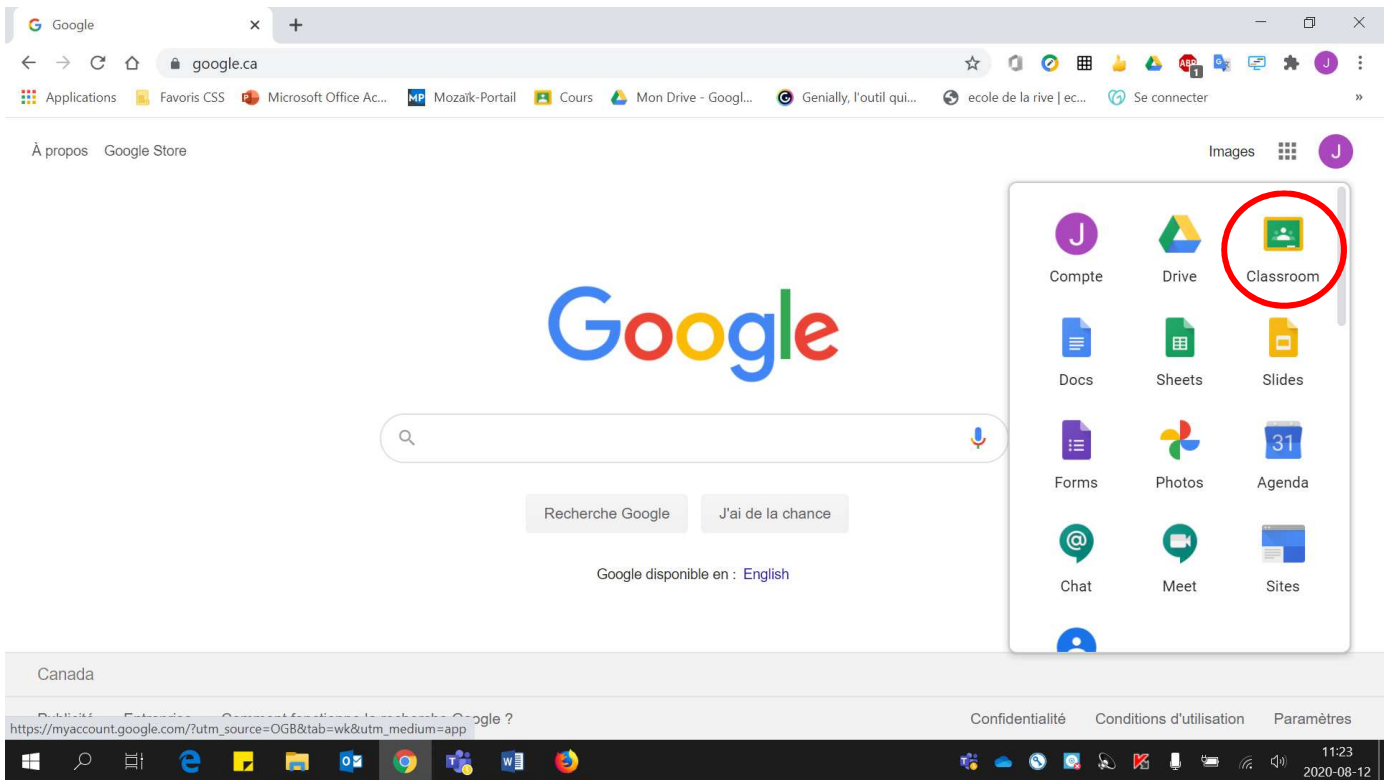 Google
google.ca
Applications Favoris CSS Microsoft Office Ac... MP Mozaïk-Portail Cours Mon Drive - Googl... Genially, l'outil qui... ecole de la rive | ec... Se connecter »
ABP 1 J
À propos Google Store Images J
J
Compte Drive Classroom
Google
Docs Sheets Slides
31
Forms Photos Agenda
Recherche Google J'ai de la chance
Google disponible en : English
Chat Meet Sites
Canada
Confidentialité Conditions d'utilisation Paramètres
https://myaccount.google.com/?utm_source=OGB&tab=wk&utm_medium=app
11:23
2020-08-12